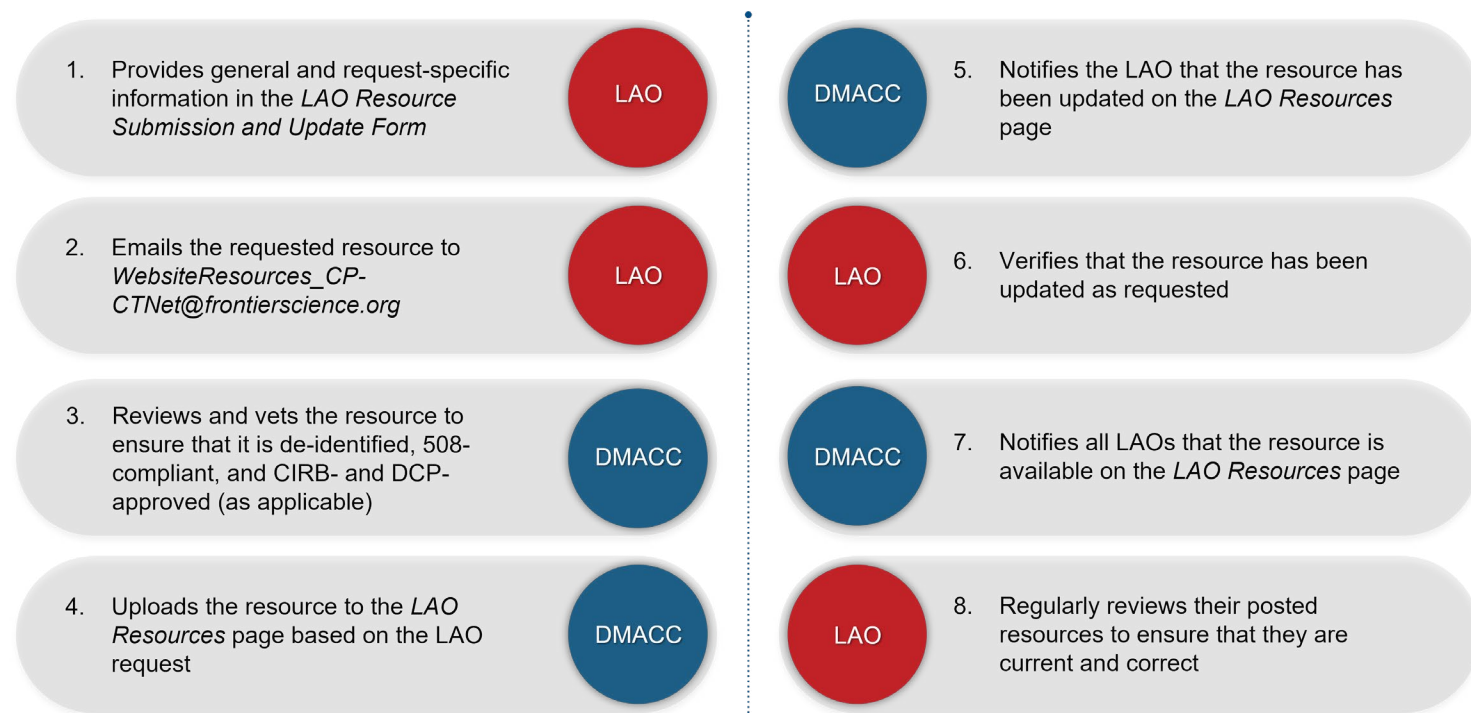 1. Provides general and request-specific
information in the LAO Resource
Submission and Update Form
LAO
2. Emails the requested resource to
WebsiteResources_CP-
CTNet@frontierscience.org
LAO
3. Reviews and vets the resource to
ensure that it is de-identified, 508-
compliant, and CIRB- and DCP-
approved (as applicable)
DMACC
4. Uploads the resource to the LAO
Resources page based on the LAO
request
DMACC
DMACC
5. Notifies the LAO that the resource has
been updated on the LAO Resources
page
LAO
6. Verifies that the resource has been
updated as requested
DMACC
7. Notifies all LAOs that the resource is
available on the LAO Resources page
LAO
8. Regularly reviews their posted
resources to ensure that they are
current and correct